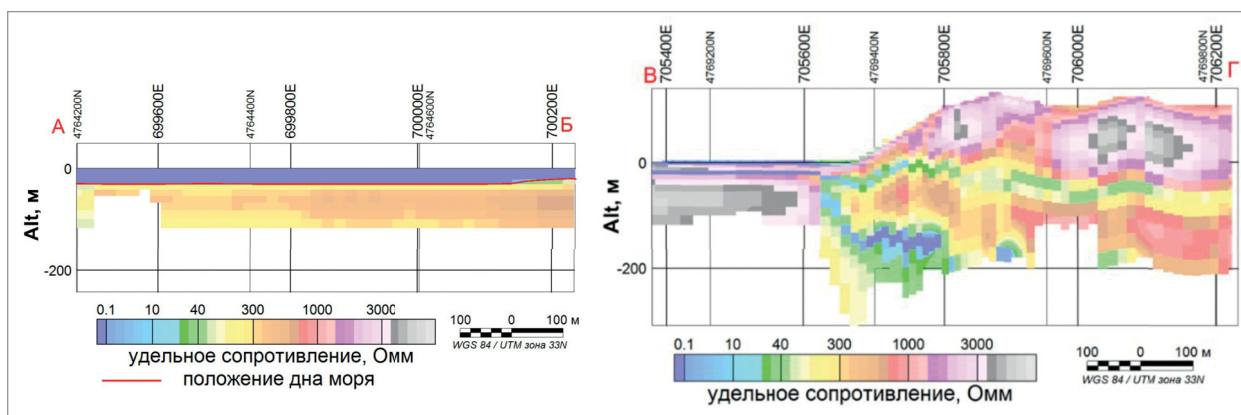 А
4764200N
699600E
4764400N
699800E
700000E
4764600N
700200E
Б
0
Alt, м
-200
0.1 10 40 300 1000 3000
удельное сопротивление, Омм
положение дна моря
100 0 100 м
WGS 84 / UTM зона 33N
В
705400E
4769200N
705600E
4769400N
705800E
4769600N
706000E
4769800N
706200E
Г
0
Alt, м
-200
0.1 10 40 300 1000 3000
удельное сопротивление, Омм
100 0 100 м
WGS 84 / UTM зона 33N